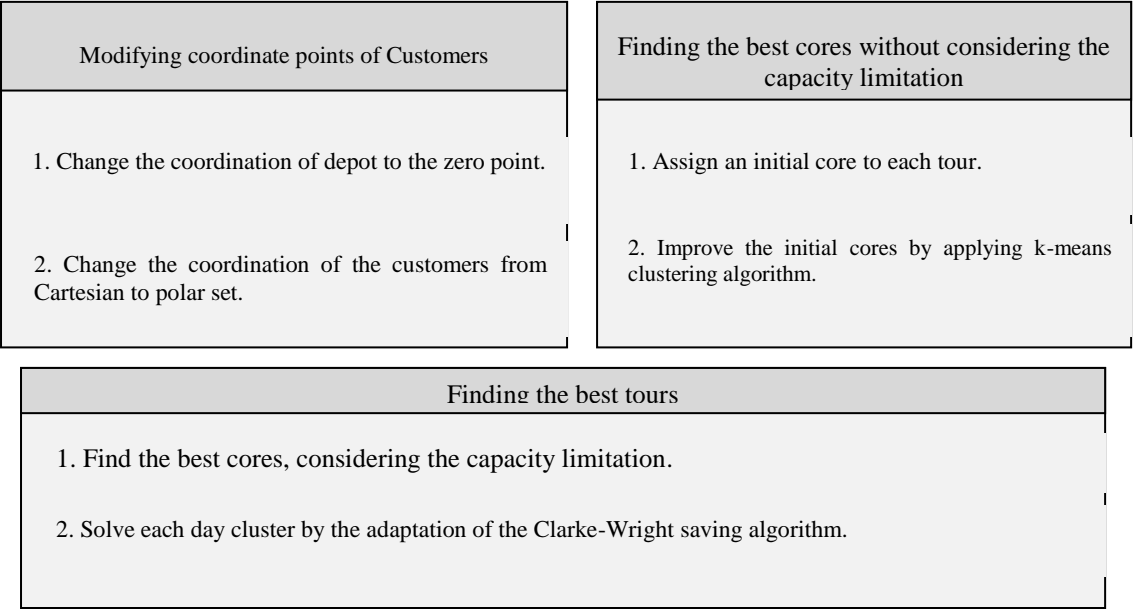 Modifying coordinate points of Customers
1. Change the coordination of depot to the zero point.
2. Change the coordination of the customers from
Cartesian to polar set.
Finding the best cores without considering the
capacity limitation
1. Assign an initial core to each tour.
2. Improve the initial cores by applying k-means
clustering algorithm.
Finding the best tours
1. Find the best cores, considering the capacity limitation.
2. Solve each day cluster by the adaptation of the Clarke-Wright saving algorithm.